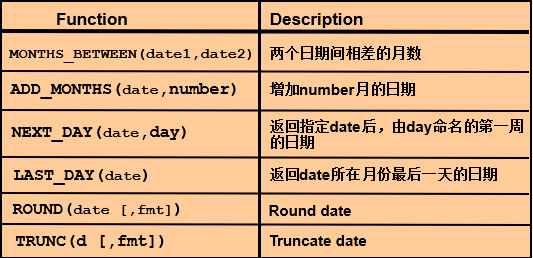 Function Description
MONTHS_BETWEEN(date1,date2) 两个日期间相差的月数
ADD_MONTHS(date,number) 增加number月的日期
NEXT_DAY(date,day) 返回指定date后，由day命名的第一周
的日期
LAST_DAY(date) 返回date所在月份最后一天的日期
ROUND(date [,fmt]) Round date
TRUNC(d [,fmt]) Truncate date